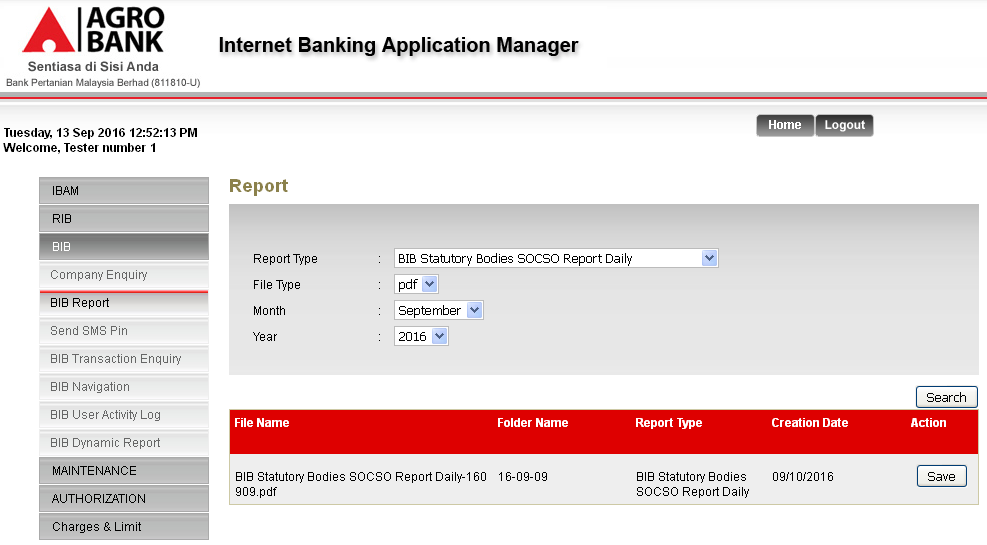 AGRO
BANK
Sentiasa di Sisi Anda
Bank Pertanian Malaysia Berhad (811810-U)
Internet Banking Application Manager
Tuesday, 13 Sep 2016 12:52:13 PM
Welcome, Tester number 1
Home Logout
IBAM
RIB
BIB
Company Enquiry
BIB Report
Send SMS Pin
BIB Transaction Enquiry
BIB Navigation
BIB User Activity Log
BIB Dynamic Report
MAINTENANCE
AUTHORIZATION
Charges & Limit
Report
Report Type : BIB Statutory Bodies SOCSO Report Daily
File Type : pdf
Month : September
Year : 2016
Search
File Name Folder Name Report Type Creation Date Action
BIB Statutory Bodies SOCSO Report Daily-160 16-09-09 BIB Statutory Bodies 09/10/2016 Save
909.pdf SOCSO Report Daily